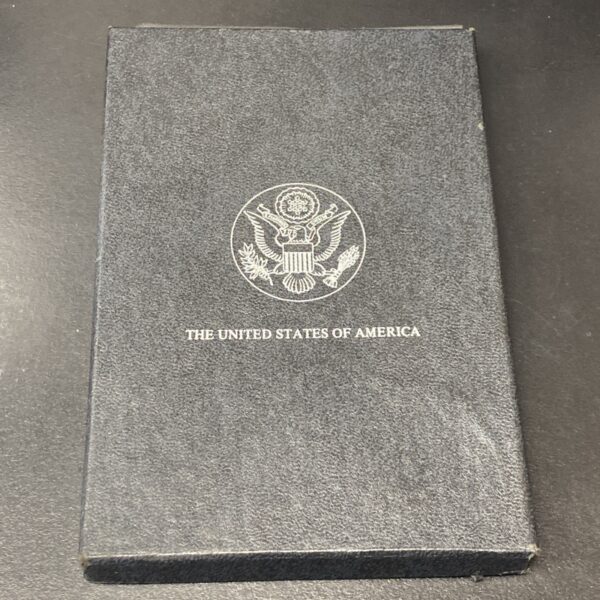 THE UNITED STATES OF AMERICA